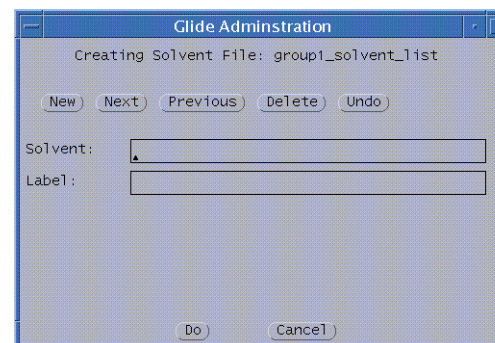 Glide Adminstration
Creating Solvent File: group1_solvent_list
New Next Previous Delete Undo
Solvent:
Label:
Do Cancel